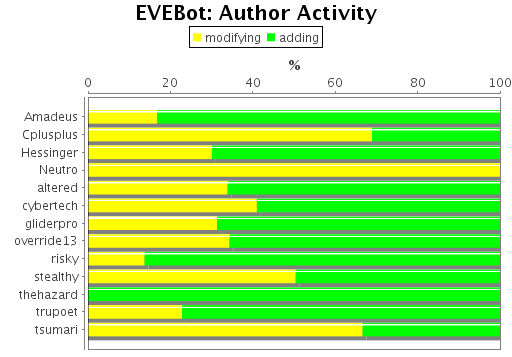 EVEBot: Author Activity
modifying adding
%
0 20 40 60 80 100
Amadeus
Cplusplus
Hessinger
Neutro
altered
cybertech
gliderpro
override13
risky
stealthy
thehazard
trupoet
tsumari